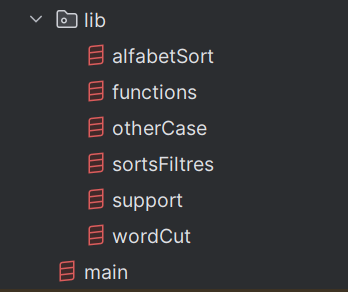 lib
alfabetSort
functions
otherCase
sortsFiltres
support
wordCut
main